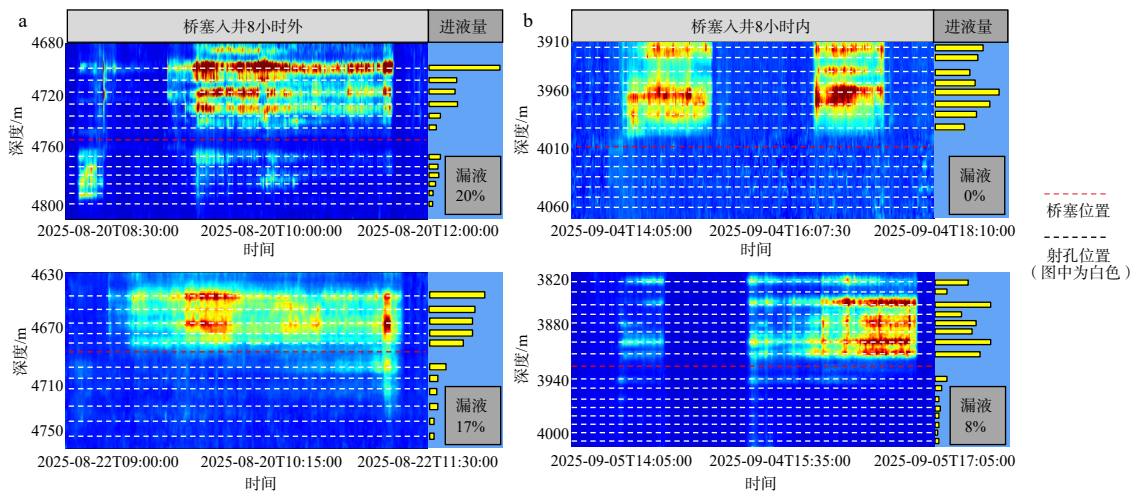 a
桥塞入井8小时外
进液量
4680
4720
4760
4800
深度/m
漏液
20%
2025-08-20T08:30:00
2025-08-20T10:00:00
2025-08-20T12:00:00
时间
4630
4670
4710
4750
深度/m
漏液
17%
2025-08-22T09:00:00
2025-08-20T10:15:00
2025-08-22T11:30:00
时间
b
桥塞入井8小时内
进液量
3910
3960
4010
4060
深度/m
漏液
0%
2025-09-04T14:05:00
2025-09-04T16:07:30
2025-09-04T18:10:00
时间
3820
3880
3940
4000
深度/m
漏液
8%
2025-09-05T14:05:00
2025-09-04T15:35:00
2025-09-05T17:05:00
时间
桥塞位置
射孔位置
(图中为白色)